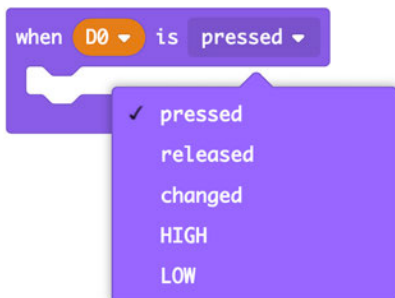 when D0 is pressed
✓ pressed
released
changed
HIGH
LOW